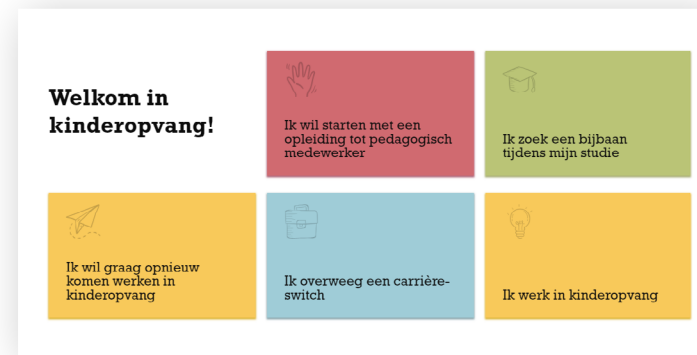 Welkom in
kinderopvang!
Ik wil starten met een
opleiding tot pedagogisch
medewerker
Ik zoek een bijbaan
tijdens mijn studie
Ik wil graag opnieuw
komen werken in
kinderopvang
Ik overweeg een carrière-
switch
Ik werk in kinderopvang